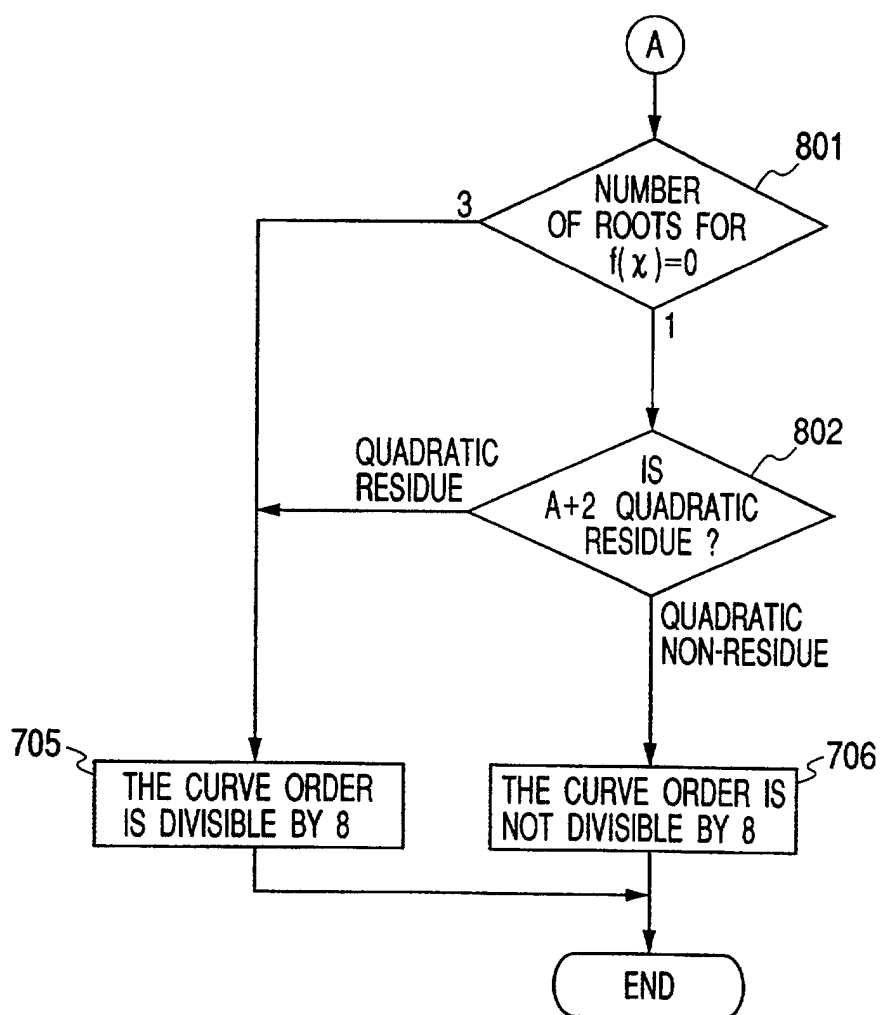 A
801
NUMBER
OF ROOTS FOR
f(χ)=0
3
1
802
QUADRATIC
RESIDUE
IS
A+2 QUADRATIC
RESIDUE ?
QUADRATIC
NON-RESIDUE
705
THE CURVE ORDER
IS DIVISIBLE BY 8
706
THE CURVE ORDER IS
NOT DIVISIBLE BY 8
END